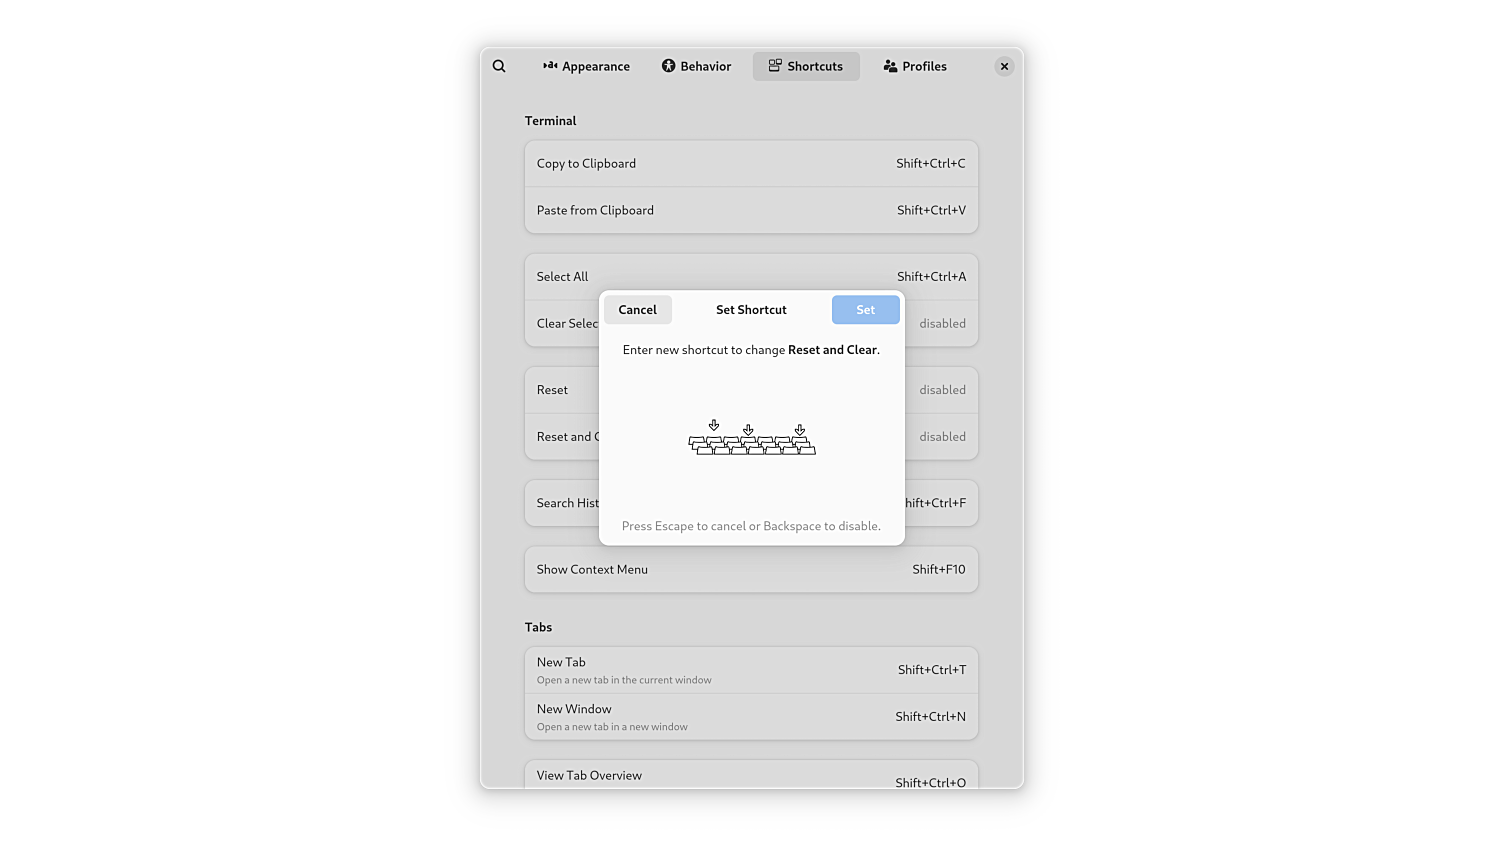 Appearance
Behavior
Shortcuts
Profiles
Terminal
Copy to Clipboard Shift+Ctrl+C
Paste from Clipboard Shift+Ctrl+V
Select All Shift+Ctrl+A
Cancel Set Shortcut Set
Clear Selec disabled
Enter new shortcut to change Reset and Clear.
Reset disabled
Reset and disabled
Search Hist hift+Ctrl+F
Press Escape to cancel or Backspace to disable.
Show Context Menu Shift+F10
Tabs
New Tab Shift+Ctrl+T
Open a new tab in the current window
New Window Shift+Ctrl+N
Open a new tab in a new window
View Tab Overview Shift+Ctrl+O